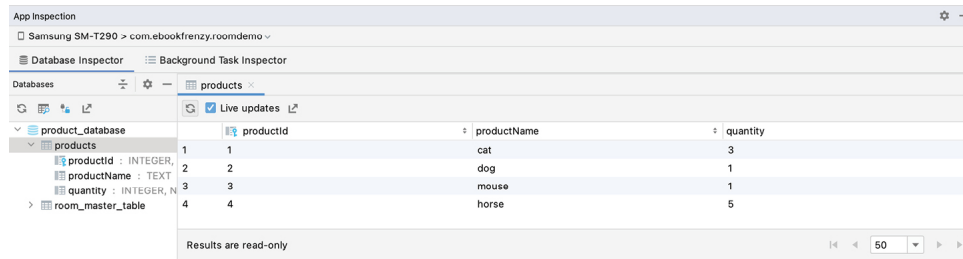 App Inspection
Samsung SM-T290 > com.ebookfrenzy.roomdemo
Database Inspector Background Task Inspector
Databases
products
Live updates
product_database
products
productId : INTEGER,
productName : TEXT
quantity : INTEGER, N
room_master_table
productId productName quantity
1 1 cat 3
2 2 dog 1
3 3 mouse 1
4 4 horse 5
Results are read-only
50